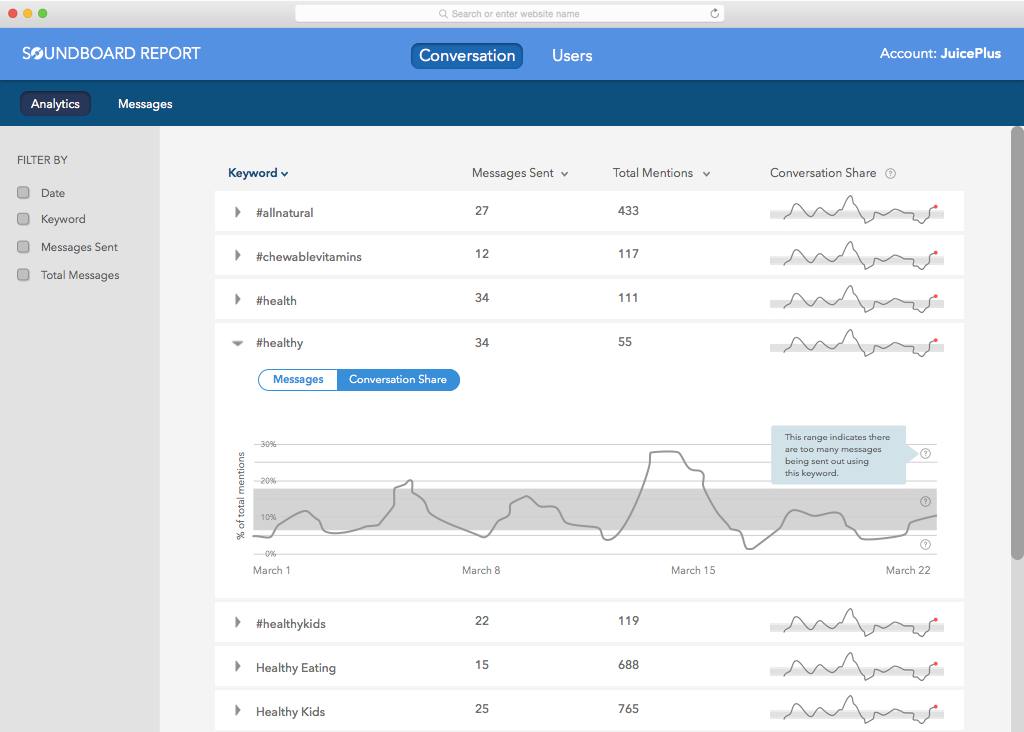 Search or enter website name
SOUNDBOARD REPORT
Conversation
Users
Account: JuicePlus
Analytics
Messages
FILTER BY
Date
Keyword
Messages Sent
Total Messages
Keyword
Messages Sent
Total Mentions
Conversation Share ?
#allnatural 27 433
#chewablevitamins 12 117
#health 34 111
#healthy 34 55
Messages
Conversation Share
% of total mentions
30%
20%
10%
0%
This range indicates there
are too many messages
being sent out using
this keyword.
?
?
?
March 1
March 8
March 15
March 22
#healthykids 22 119
Healthy Eating 15 688
Healthy Kids 25 765